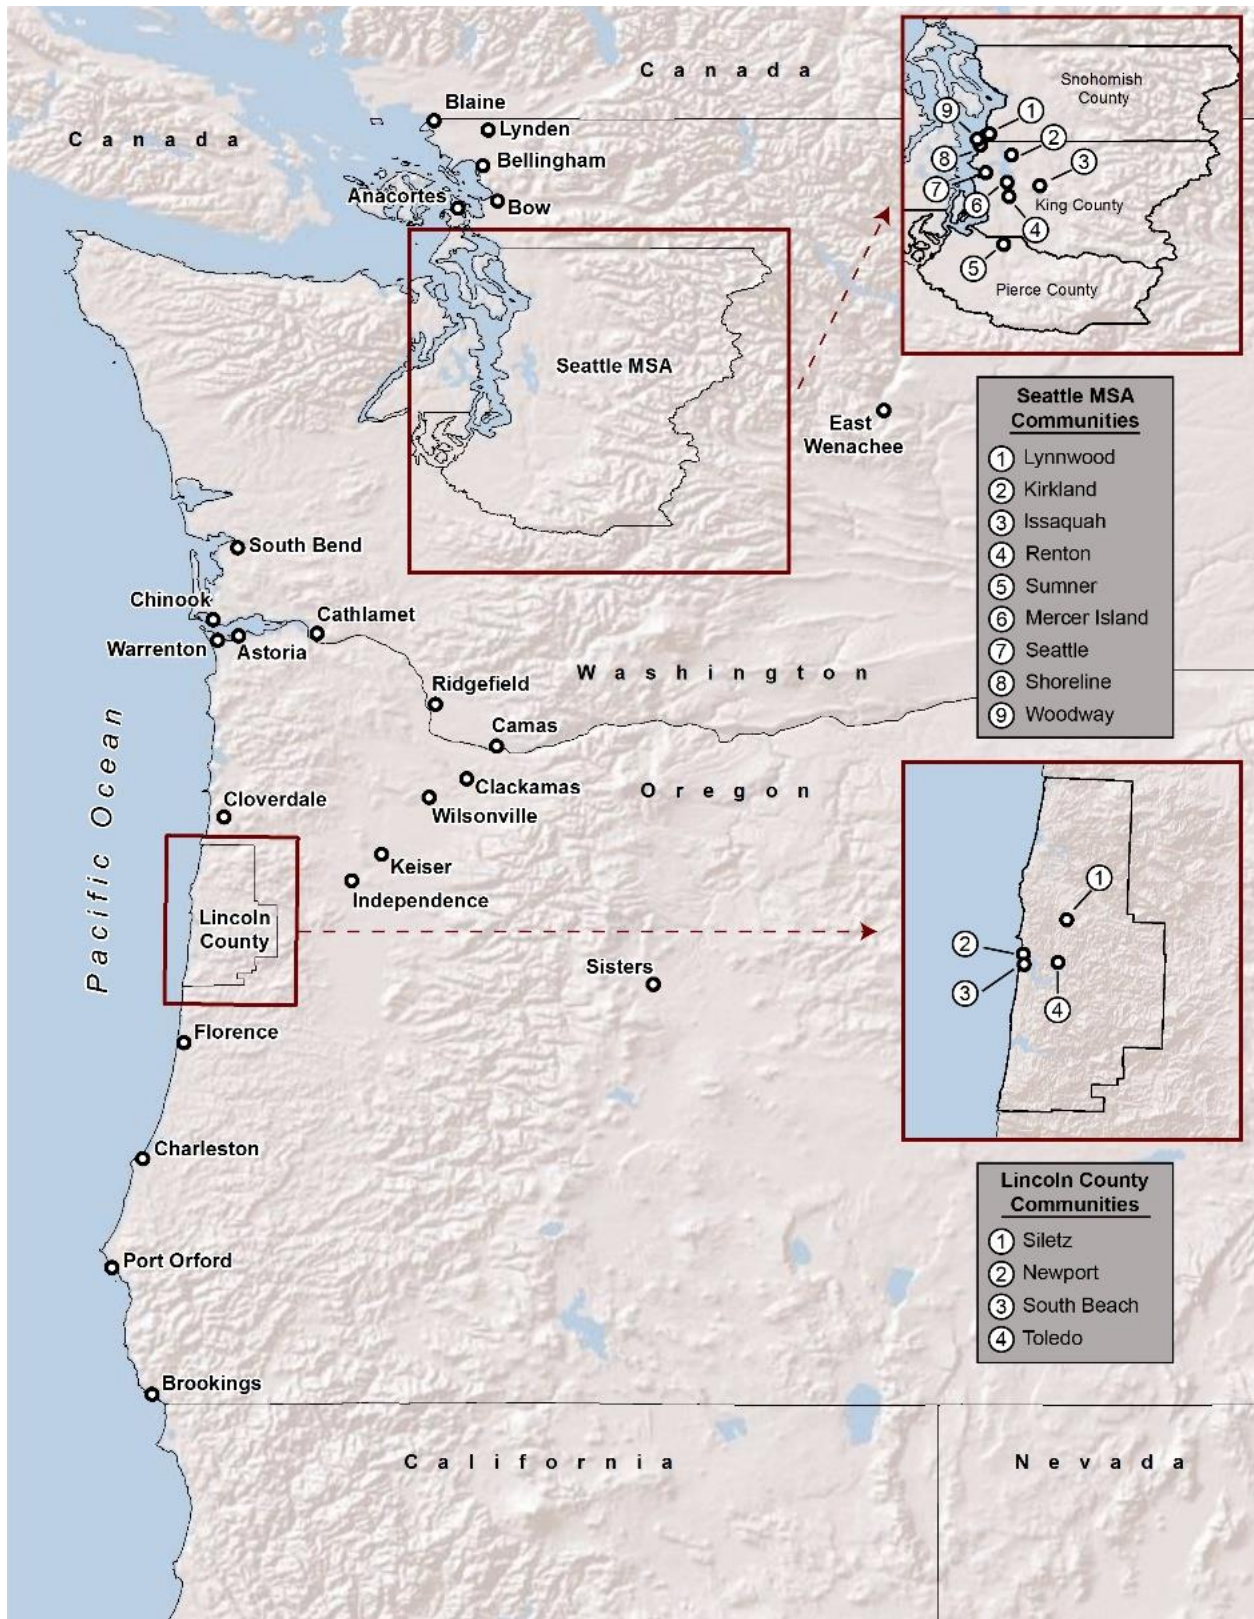 Canada
Canada
Blaine
Lynden
Bellingham
Anacortes
Bow
Seattle MSA
East
Wenachee
South Bend
Chinook
Cathlamet
Warrenton
Astoria
Washington
Ridgefield
Camas
Clackamas
Oregon
Wilsonville
Cloverdale
Keiser
Independence
Pacific Ocean
Lincoln
County
Sisters
Florence
Charleston
Port Orford
Brookings
California
Nevada
Snohomish
County
9
1
2
8
3
7
6
King County
4
5
Pierce County
Seattle MSA
Communities
1 Lynnwood
2 Kirkland
3 Issaquah
4 Renton
5 Sumner
6 Mercer Island
7 Seattle
8 Shoreline
9 Woodway
1
2
3
4
Lincoln County
Communities
1 Siletz
2 Newport
3 South Beach
4 Toledo